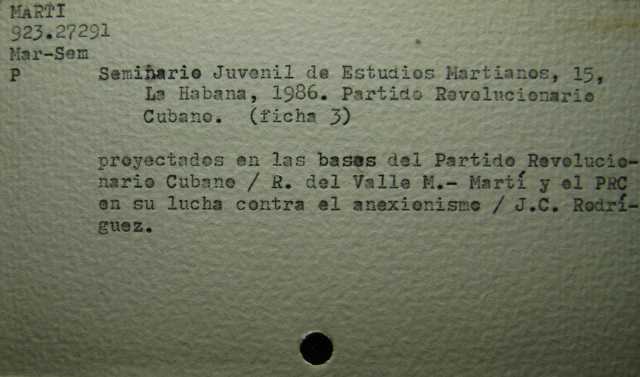 MARTI
923.27291
Mar-Sem
P Seminario Juvenil de Estudios Martianos, 15,
La Habana, 1986. Partido Revolucionario
Cubano. (ficha 3)
proyectados en las bases del Partido Revolucio-
nario Cubano / R. del Valle M.- Martí y el PRC
en su lucha contra el anexionismo / J.C. Rodrí-
guez.